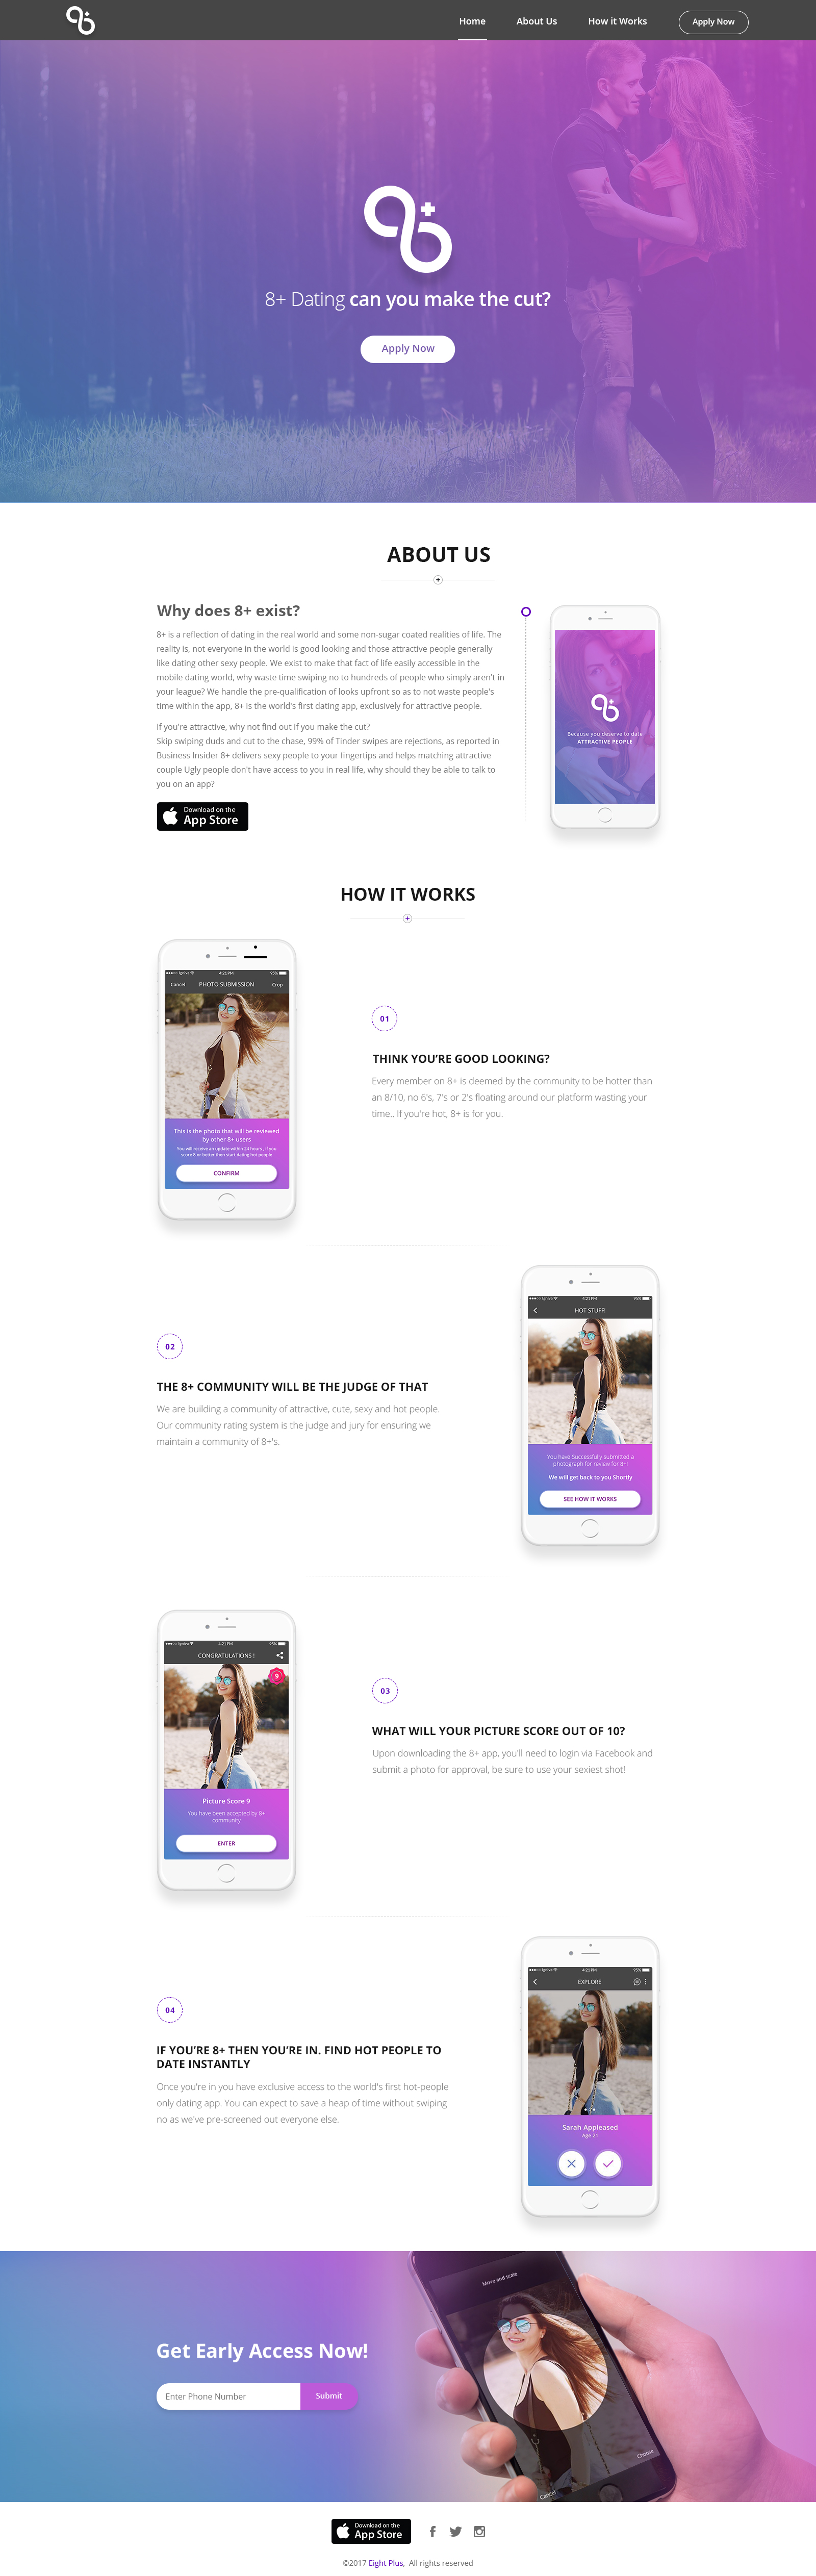 Home About Us How it Works Apply Now
8+ Dating can you make the cut?
Apply Now
ABOUT US
Why does 8+ exist?
8+ is a reflection of dating in the real world and some non-sugar coated realities of life. The
reality is, not everyone in the world is good looking and those attractive people generally
like dating other sexy people. We exist to make that fact of life easily accessible in the
mobile dating world, why waste time swiping no to hundreds of people who simply aren't in
your league? We handle the pre-qualification of looks upfront so as to not waste people's
time within the app, 8+ is the world's first dating app, exclusively for attractive people.
If you're attractive, why not find out if you make the cut?
Skip swiping duds and cut to the chase, 99% of Tinder swipes are rejections, as reported in
Business Insider 8+ delivers sexy people to your fingertips and helps matching attractive
couple Ugly people don't have access to you in real life, why should they be able to talk to
you on an app?
Download on the
App Store
Because you deserve to date
ATTRACTIVE PEOPLE
HOW IT WORKS
4:21 PM 95%
Cancel PHOTO SUBMISSION Crop
This is the photo that will be reviewed
by other 8+ users
You will receive an update within 24 hours , if you
score 8 or better then start dating hot people
CONFIRM
01
THINK YOU'RE GOOD LOOKING?
Every member on 8+ is deemed by the community to be hotter than
an 8/10, no 6's, 7's or 2's floating around our platform wasting your
time.. If you're hot, 8+ is for you.
02
THE 8+ COMMUNITY WILL BE THE JUDGE OF THAT
We are building a community of attractive, cute, sexy and hot people.
Our community rating system is the judge and jury for ensuring we
maintain a community of 8+'s.
4:21 PM 95%
HOT STUFF!
You have Successfully submitted a
photograph for review for 8+!
We will get back to you Shortly
SEE HOW IT WORKS
4:21 PM 95%
CONGRATULATIONS !
9
Picture Score 9
You have been accepted by 8+
community
ENTER
03
WHAT WILL YOUR PICTURE SCORE OUT OF 10?
Upon downloading the 8+ app, you'll need to login via Facebook and
submit a photo for approval, be sure to use your sexiest shot!
04
IF YOU'RE 8+ THEN YOU'RE IN. FIND HOT PEOPLE TO
DATE INSTANTLY
Once you're in you have exclusive access to the world's first hot-people
only dating app. You can expect to save a heap of time without swiping
no as we've pre-screened out everyone else.
4:21 PM 95%
EXPLORE
Sarah Appleased
Age 21
Get Early Access Now!
Enter Phone Number Submit
Move and scale
Choose
Cancel
Download on the
App Store
©2017 Eight Plus, All rights reserved